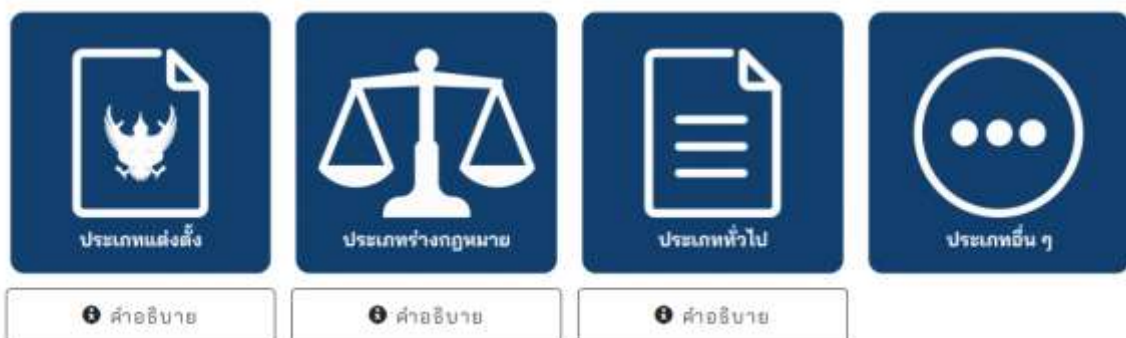 ประเภทแต่งตั้ง
ประเภทร่างกฎหมาย
ประเภททั่วไป
ประเภทอื่น ๆ
คำอธิบาย
คำอธิบาย
คำอธิบาย